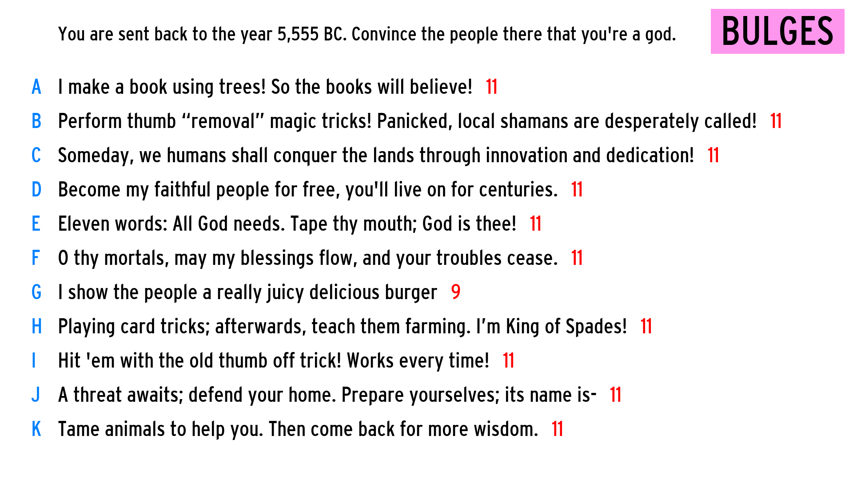 You are sent back to the year 5,555 BC. Convince the people there that you're a god.
BULGES
A I make a book using trees! So the books will believe! 11
B Perform thumb “removal” magic tricks! Panicked, local shamans are desperately called! 11
C Someday, we humans shall conquer the lands through innovation and dedication! 11
D Become my faithful people for free, you'll live on for centuries. 11
E Eleven words: All God needs. Tape thy mouth; God is thee! 11
F O thy mortals, may my blessings flow, and your troubles cease. 11
G I show the people a really juicy delicious burger 9
H Playing card tricks; afterwards, teach them farming. I’m King of Spades! 11
I Hit 'em with the old thumb off trick! Works every time! 11
J A threat awaits; defend your home. Prepare yourselves; its name is- 11
K Tame animals to help you. Then come back for more wisdom. 11